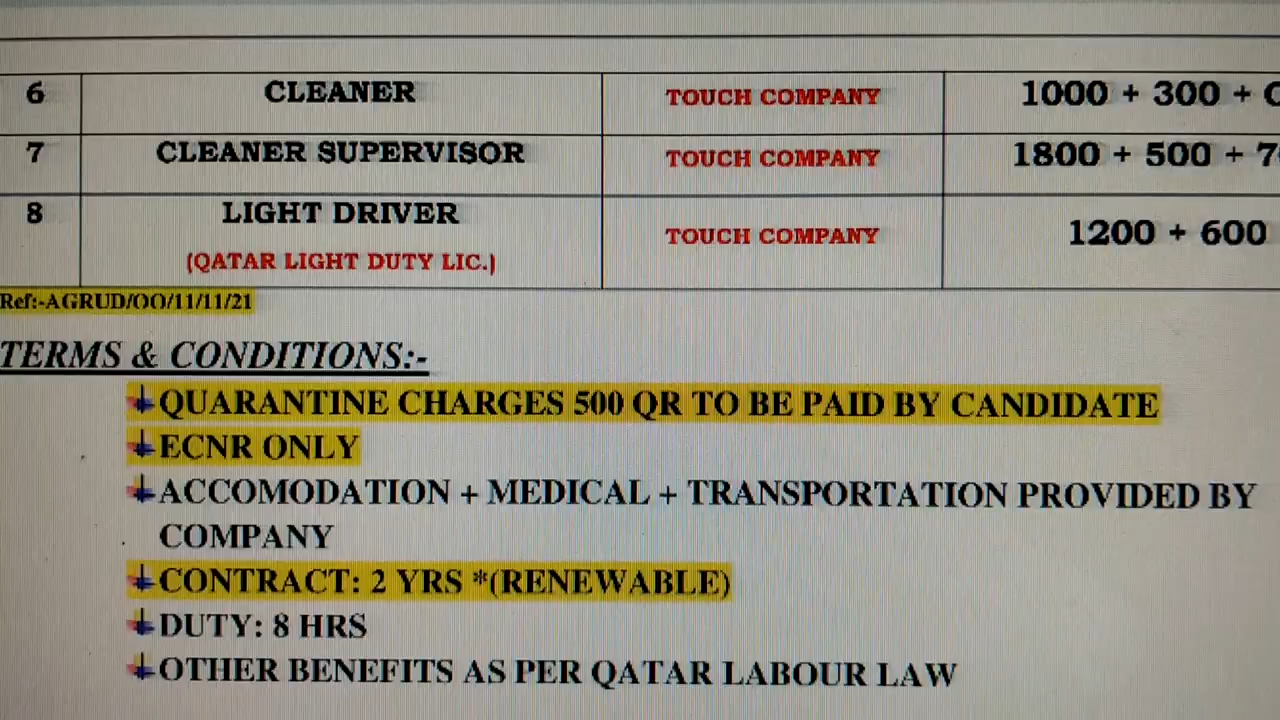 6 CLEANER TOUCH COMPANY 1000 + 300 +
7 CLEANER SUPERVISOR TOUCH COMPANY 1800 + 500 +
8 LIGHT DRIVER TOUCH COMPANY 1200 + 600
(QATAR LIGHT DUTY LIC.)
Ref:-AGRUD/OO/11/11/21
TERMS & CONDITIONS:-
QUARANTINE CHARGES 500 QR TO BE PAID BY CANDIDATE
ECNR ONLY
ACCOMODATION + MEDICAL + TRANSPORTATION PROVIDED BY
COMPANY
CONTRACT: 2 YRS *(RENEWABLE)
DUTY: 8 HRS
OTHER BENEFITS AS PER QATAR LABOUR LAW